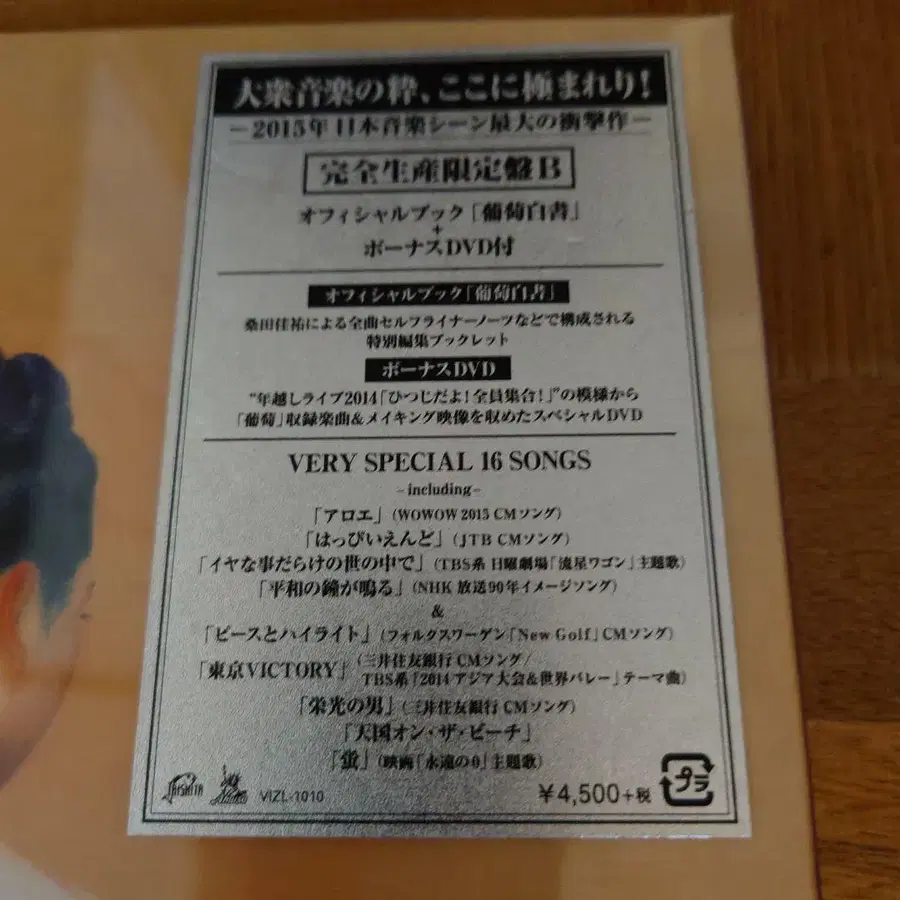 大衆音楽の粋、ここに極まれり！
－2015年 日本音楽シーン最大の衝撃作－
完全生産限定盤B
オフィシャルブック「葡萄白書」
+
ボーナスDVD付
オフィシャルブック「葡萄白書」
桑田佳祐による全曲セルフライナーノーツなどで構成される
特別編集ブックレット
ボーナスDVD
“年越しライブ2014「ひつじだよ！全員集合！」”の模様から
「葡萄」収録楽曲&メイキング映像を収めたスペシャルDVD
VERY SPECIAL 16 SONGS
–including–
「アロエ」(WOWOW 2015 CMソング)
「はっぴいえんど」(JTB CMソング)
「イヤな事だらけの世の中で」(TBS系 日曜劇場「流星ワゴン」主題歌)
「平和の鐘が鳴る」(NHK 放送90年イメージソング)
&
「ピースとハイライト」(フォルクスワーゲン「New Golf」CMソング)
「東京VICTORY」(三井住友銀行 CMソング/
TBS系「2014 アジア大会&世界バレー」テーマ曲)
「栄光の男」(三井住友銀行 CMソング)
「天国オン・ザ・ビーチ」
「蛍」(映画「永遠の0」主題歌)
TAISHITA
VIZL-1010
¥4,500+税
プラ